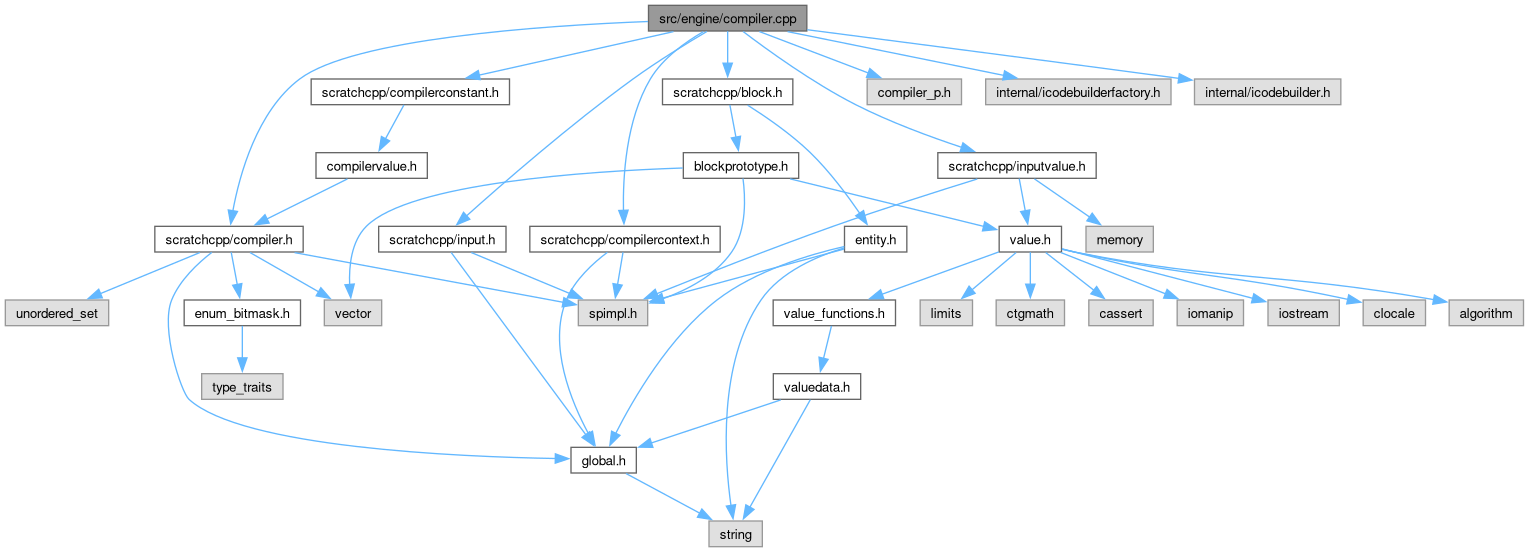 src/engine/compiler.cpp
scratchcpp/compilerconstant.h
scratchcpp/block.h
compiler_p.h
internal/icodebuilderfactory.h
internal/icodebuilder.h
compilervalue.h
blockprototype.h
scratchcpp/inputvalue.h
scratchcpp/compiler.h
scratchcpp/input.h
scratchcpp/compilercontext.h
entity.h
value.h
memory
unordered_set
enum_bitmask.h
vector
spimpl.h
value_functions.h
limits
ctgmath
cassert
iomanip
iostream
clocale
algorithm
type_traits
valuedata.h
global.h
string